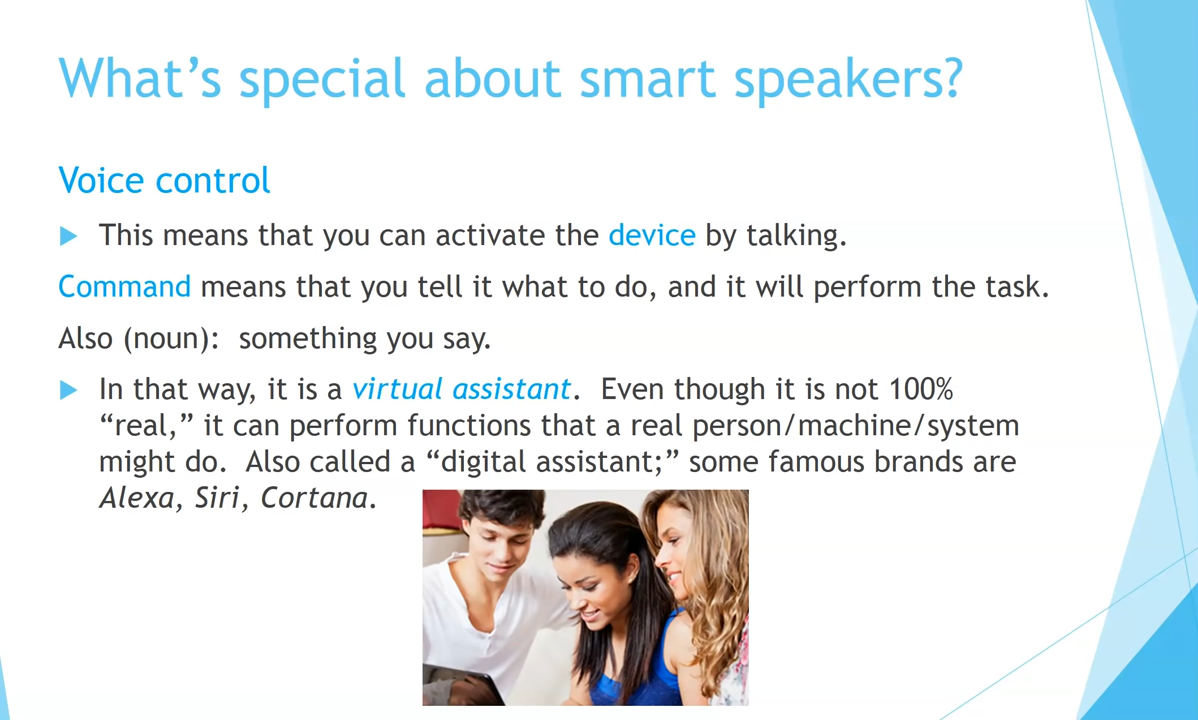 What’s special about smart speakers?
Voice control
This means that you can activate the device by talking.
Command means that you tell it what to do, and it will perform the task.
Also (noun):  something you say.
In that way, it is a virtual assistant.  Even though it is not 100%
“real,” it can perform functions that a real person/machine/system
might do.  Also called a “digital assistant;” some famous brands are
Alexa, Siri, Cortana.